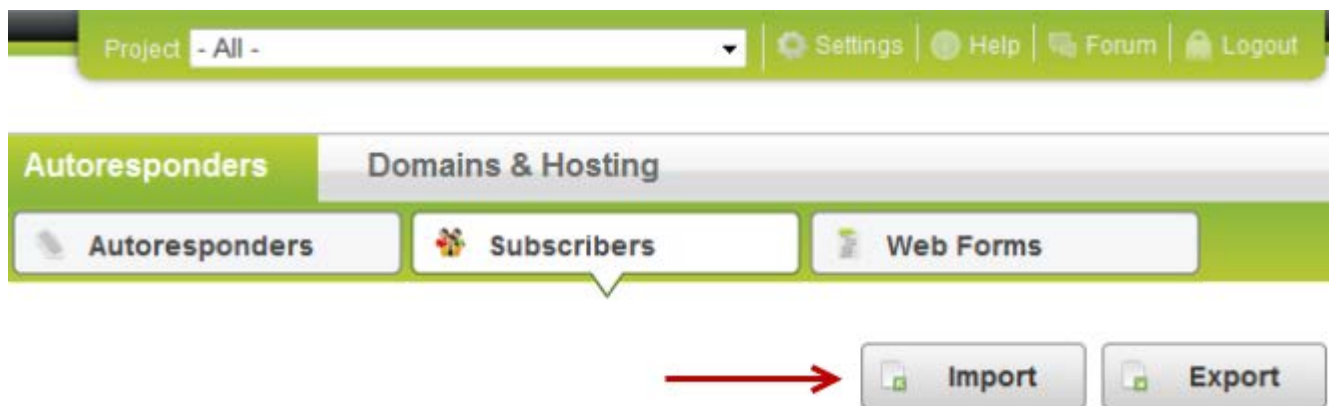 Project - All - Settings Help Forum Logout
Autoresponders Domains & Hosting
Autoresponders Subscribers Web Forms
Import Export